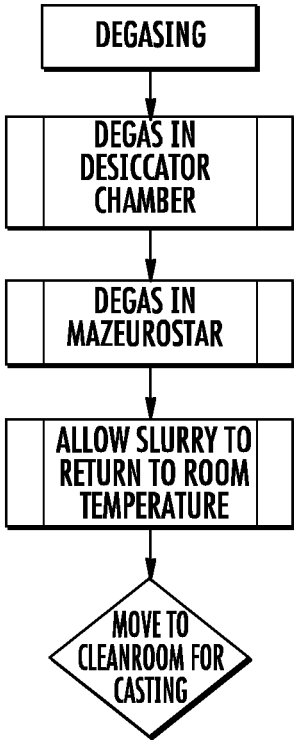 DEGASING
DEGAS IN
DESICCATOR
CHAMBER
DEGAS IN
MAZEUROSTAR
ALLOW SLURRY TO
RETURN TO ROOM
TEMPERATURE
MOVE TO
CLEANROOM FOR
CASTING